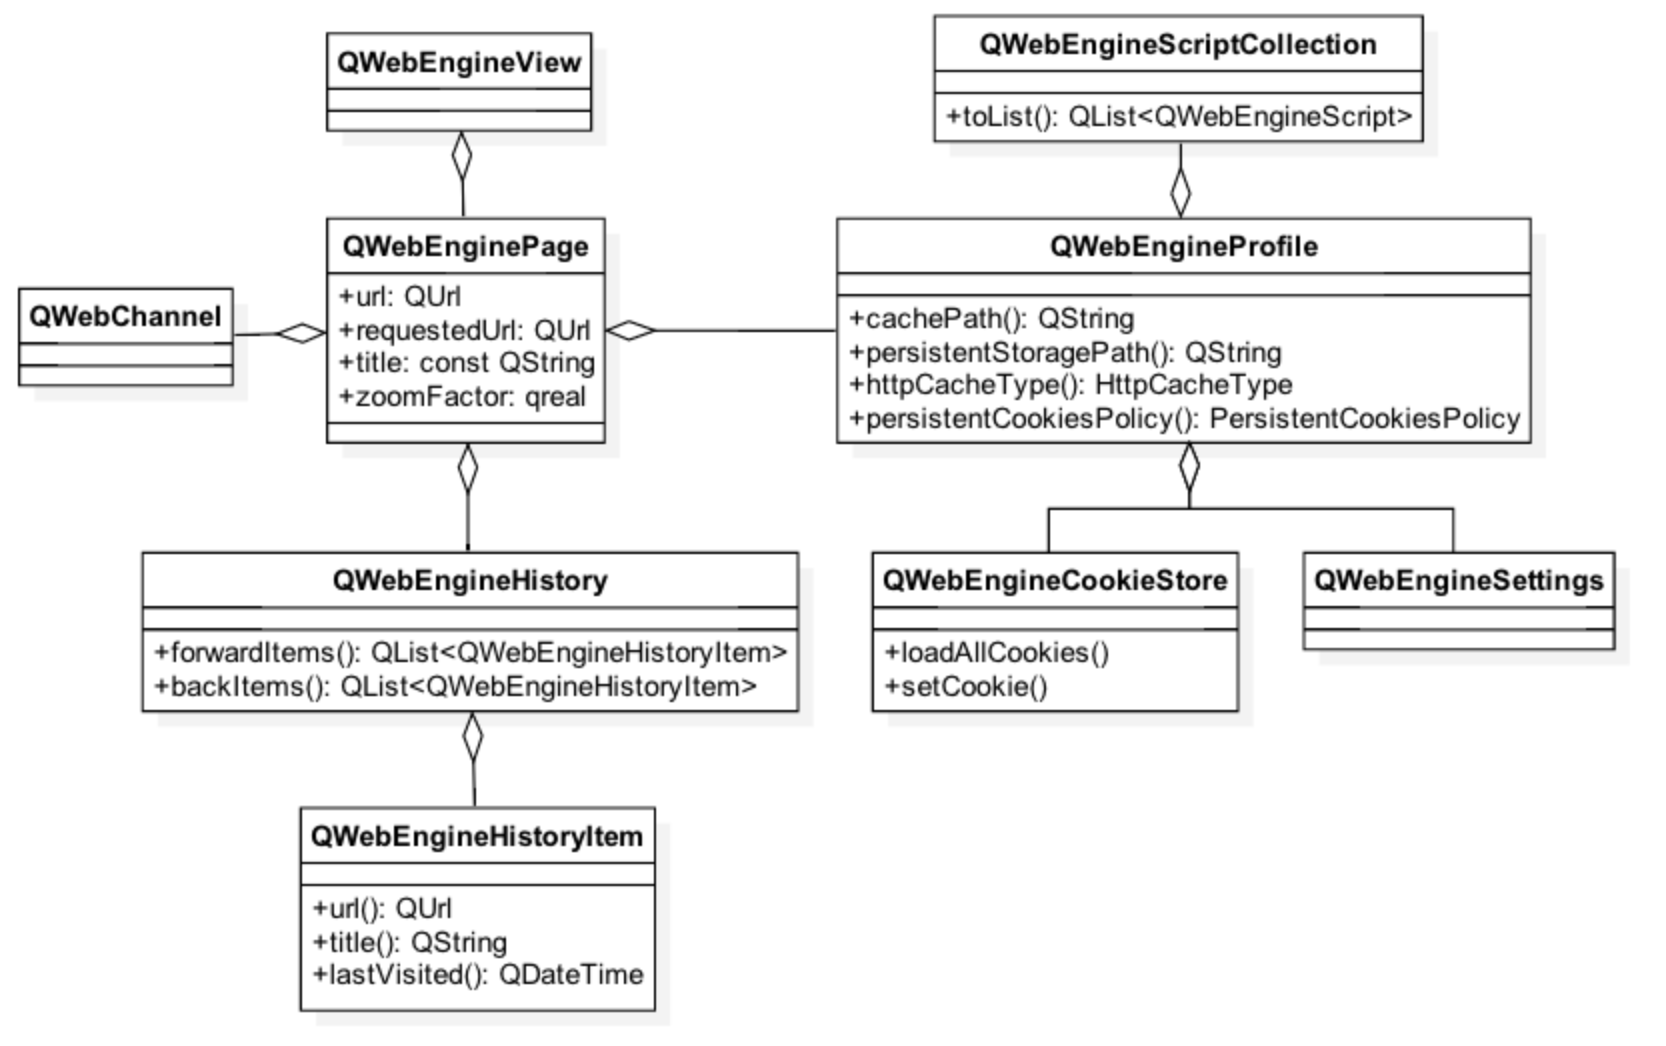 QWebEngineView
QWebEngineScriptCollection
+toList(): QList<QWebEngineScript>
QWebChannel
QWebEnginePage
+url: QUrl
+requestedUrl: QUrl
+title: const QString
+zoomFactor: qreal
QWebEngineProfile
+cachePath(): QString
+persistentStoragePath(): QString
+httpCacheType(): HttpCacheType
+persistentCookiesPolicy(): PersistentCookiesPolicy
QWebEngineHistory
+forwardItems(): QList<QWebEngineHistoryItem>
+backItems(): QList<QWebEngineHistoryItem>
QWebEngineCookieStore
+loadAllCookies()
+setCookie()
QWebEngineSettings
QWebEngineHistoryItem
+url(): QUrl
+title(): QString
+lastVisited(): QDateTime